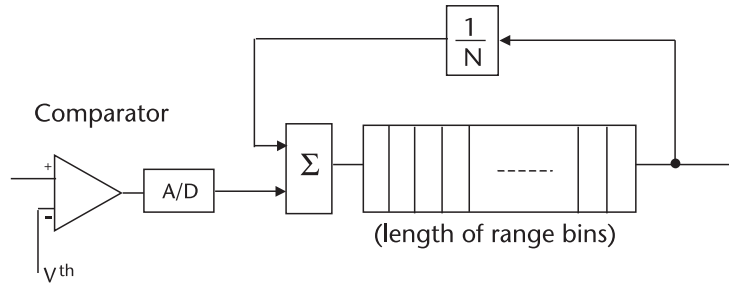 1
N
Comparator
+
A/D
Σ
-
(length of range bins)
Vth